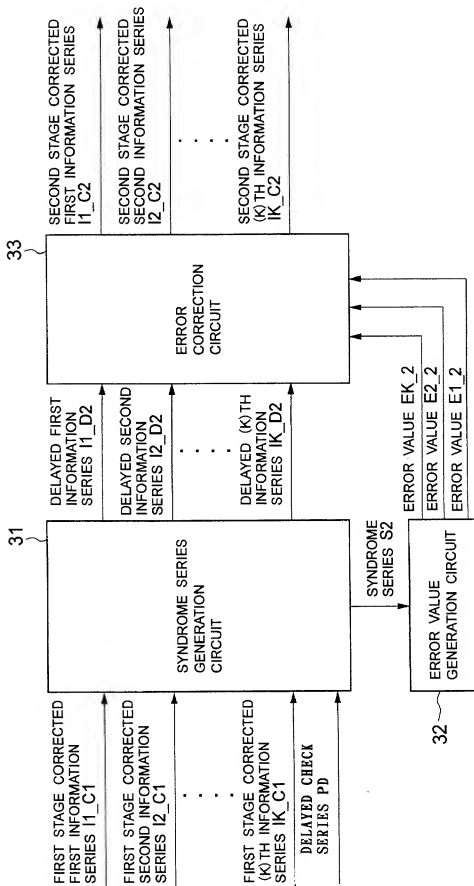 FIRST STAGE CORRECTED
FIRST INFORMATION
SERIES I1_C1
FIRST STAGE CORRECTED
SECOND INFORMATION
SERIES I2_C1
. . . .
FIRST STAGE CORRECTED
(K)TH INFORMATION
SERIES IK_C1
DELAYED CHECK
SERIES PD
31
SYNDROME SERIES
GENERATION
CIRCUIT
SYNDROME
SERIES S2
32
ERROR VALUE
GENERATION CIRCUIT
DELAYED FIRST
INFORMATION
SERIES I1_D2
DELAYED SECOND
INFORMATION
SERIES I2_D2
. . . . .
DELAYED (K)TH
INFORMATION
SERIES IK_D2
ERROR VALUE EK_2
ERROR VALUE E2_2
ERROR VALUE E1_2
33
ERROR
CORRECTION
CIRCUIT
SECOND STAGE CORRECTED
FIRST INFORMATION SERIES
I1_C2
SECOND STAGE CORRECTED
SECOND INFORMATION SERIES
I2_C2
. . . . .
SECOND STAGE CORRECTED
(K)TH INFORMATION SERIES
IK_C2